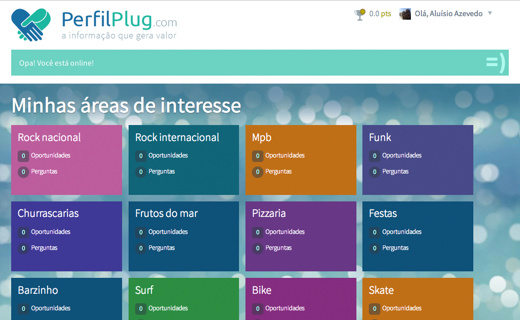 PerfilPlug.com
a informação que gera valor
0.0 pts
Olá, Aluísio Azevedo
Opa! Você está online!
=)
Minhas áreas de interesse
Rock nacional
0 Oportunidades
0 Perguntas
Rock internacional
0 Oportunidades
0 Perguntas
Mpb
0 Oportunidades
0 Perguntas
Funk
0 Oportunidades
0 Perguntas
Churrascarias
0 Oportunidades
0 Perguntas
Frutos do mar
0 Oportunidades
0 Perguntas
Pizzaria
0 Oportunidades
0 Perguntas
Festas
0 Oportunidades
0 Perguntas
Barzinho
0 Oportunidades
Surf
0 Oportunidades
Bike
0 Oportunidades
Skate
0 Oportunidades